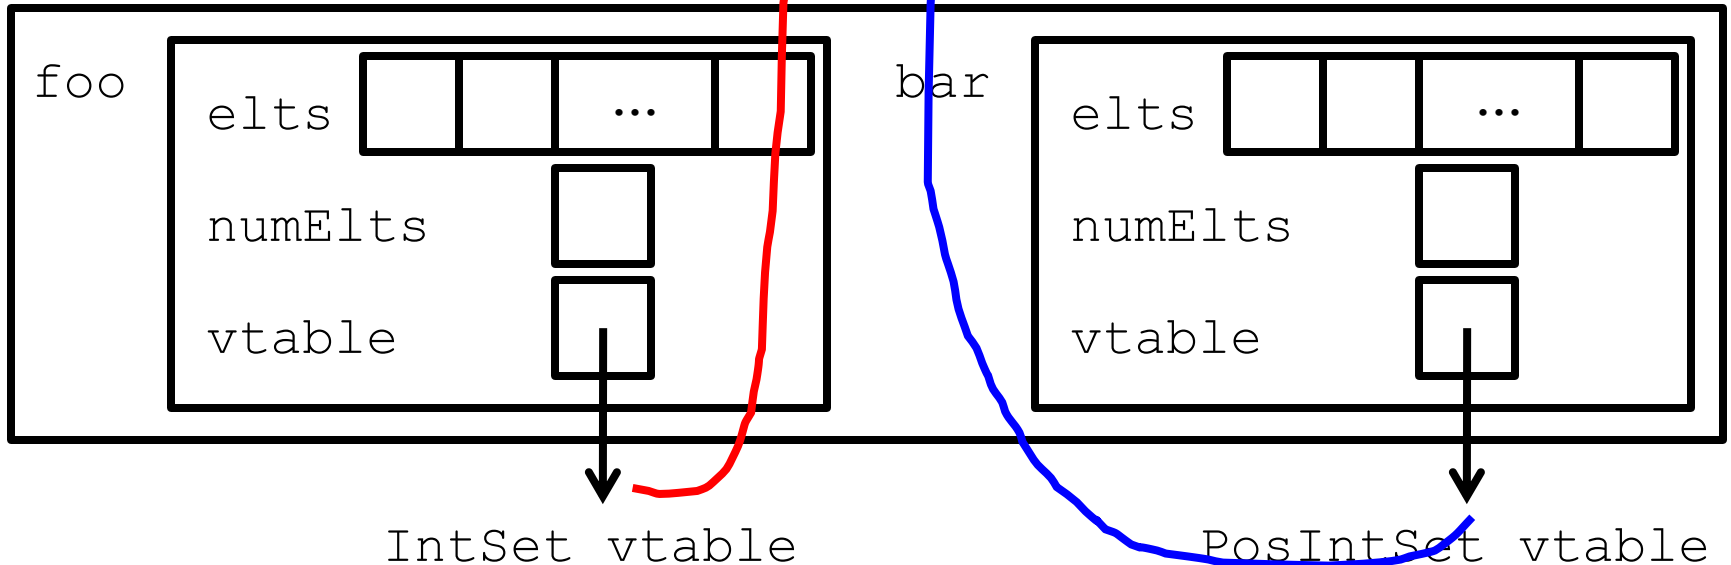 foo
elts ...
numElts
vtable
bar
elts ...
numElts
vtable
IntSet vtable
PosIntSet vtable